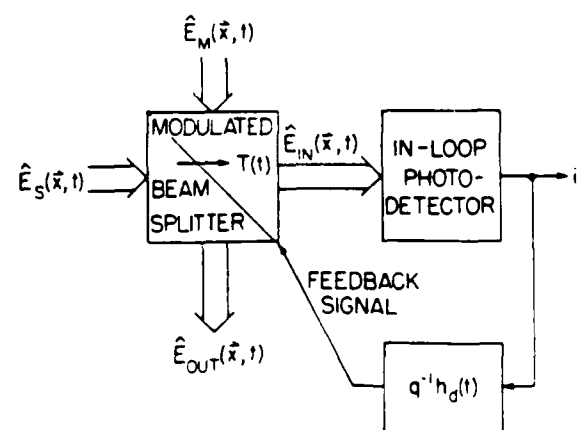 Ê_M(x⃗,t)
MODULATED
T(t)
BEAM
SPLITTER
Ê_S(x⃗,t)
Ê_IN(x⃗,t)
IN-LOOP
PHOTO-
DETECTOR
i
FEEDBACK
SIGNAL
Ê_OUT(x⃗,t)
q⁻¹h_d(t)